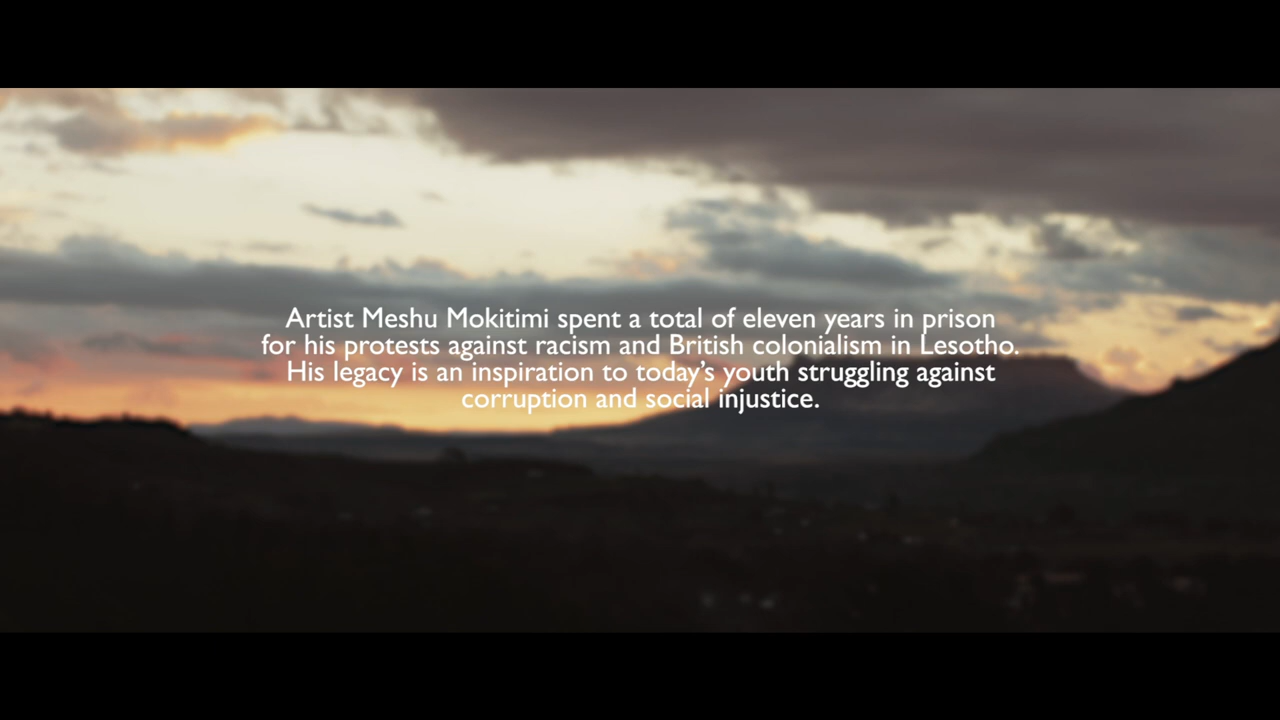 Artist Meshu Mokitimi spent a total of eleven years in prison
for his protests against racism and British colonialism in Lesotho.
His legacy is an inspiration to today’s youth struggling against
corruption and social injustice.